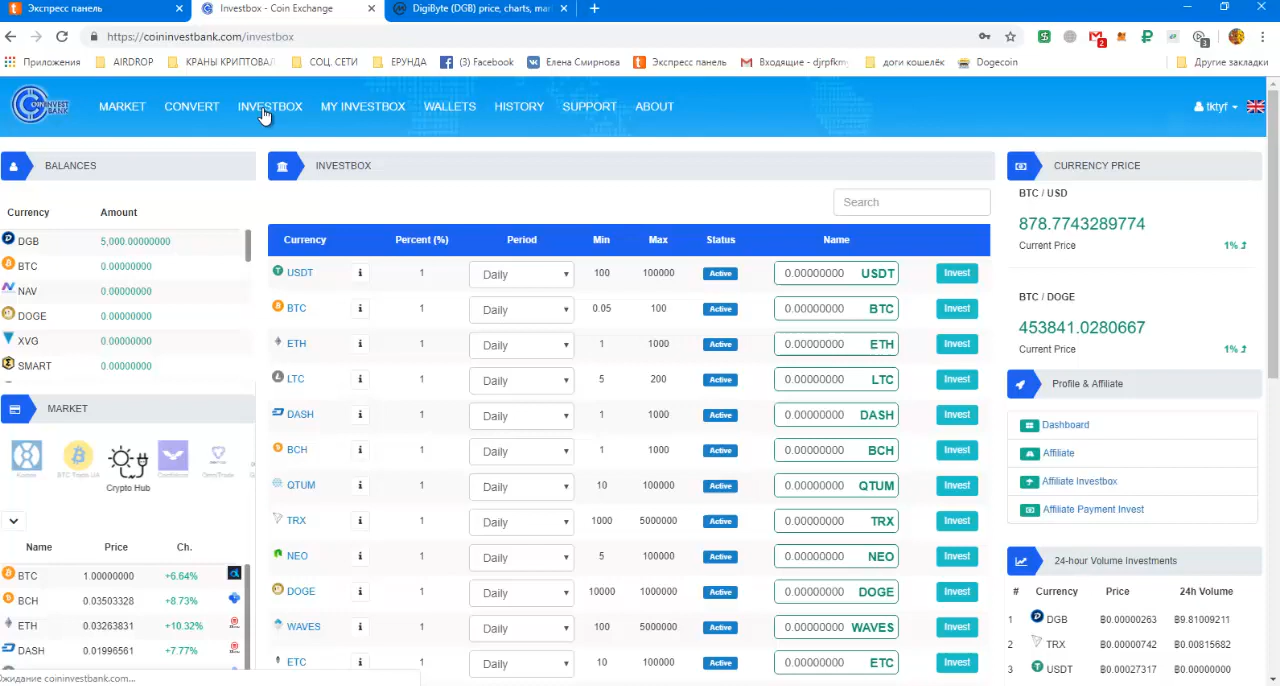 Экспресс панель
Investbox - Coin Exchange
DigiByte (DGB) price, charts, mar
https://coininvestbank.com/investbox
Приложения
AIRDROP
КРАНЫ КРИПТОВАЛ
СОЦ. СЕТИ
ЕРУНДА
(3) Facebook
Елена Смирнова
Экспресс панель
Входящие - djrpfkmy
доги кошелёк
Dogecoin
Другие закладки
COININVEST BANK
MARKET CONVERT INVESTBOX MY INVESTBOX WALLETS HISTORY SUPPORT ABOUT
tktyf
BALANCES
Currency Amount
DGB 5,000.00000000
BTC 0.00000000
NAV 0.00000000
DOGE 0.00000000
XVG 0.00000000
SMART 0.00000000
MARKET
Crypto Hub
Name Price Ch.
BTC 1.00000000 +6.64%
BCH 0.03503328 +8.73%
ETH 0.03263831 +10.32%
DASH 0.01996561 +7.77%
Ожидание coininvestbank.com...
INVESTBOX
Search
Currency Percent (%) Period Min Max Status Name
USDT i 1 Daily 100 100000 Active 0.00000000 USDT Invest
BTC i 1 Daily 0.05 100 Active 0.00000000 BTC Invest
ETH i 1 Daily 1 1000 Active 0.00000000 ETH Invest
LTC i 1 Daily 5 200 Active 0.00000000 LTC Invest
DASH i 1 Daily 1 1000 Active 0.00000000 DASH Invest
BCH i 1 Daily 1 1000 Active 0.00000000 BCH Invest
QTUM i 1 Daily 10 100000 Active 0.00000000 QTUM Invest
TRX i 1 Daily 1000 5000000 Active 0.00000000 TRX Invest
NEO i 1 Daily 5 100000 Active 0.00000000 NEO Invest
DOGE i 1 Daily 10000 1000000 Active 0.00000000 DOGE Invest
WAVES i 1 Daily 100 5000000 Active 0.00000000 WAVES Invest
ETC i 1 Daily 10 100000 Active 0.00000000 ETC Invest
CURRENCY PRICE
BTC / USD
878.7743289774
Current Price 1%
BTC / DOGE
453841.0280667
Current Price 1%
Profile & Affiliate
Dashboard
Affiliate
Affiliate Investbox
Affiliate Payment Invest
24-hour Volume Investments
# Currency Price 24h Volume
1 DGB ฿0.00000263 ฿9.81009211
2 TRX ฿0.00000742 ฿0.00815682
3 USDT ฿0.00027317 ฿0.00000000